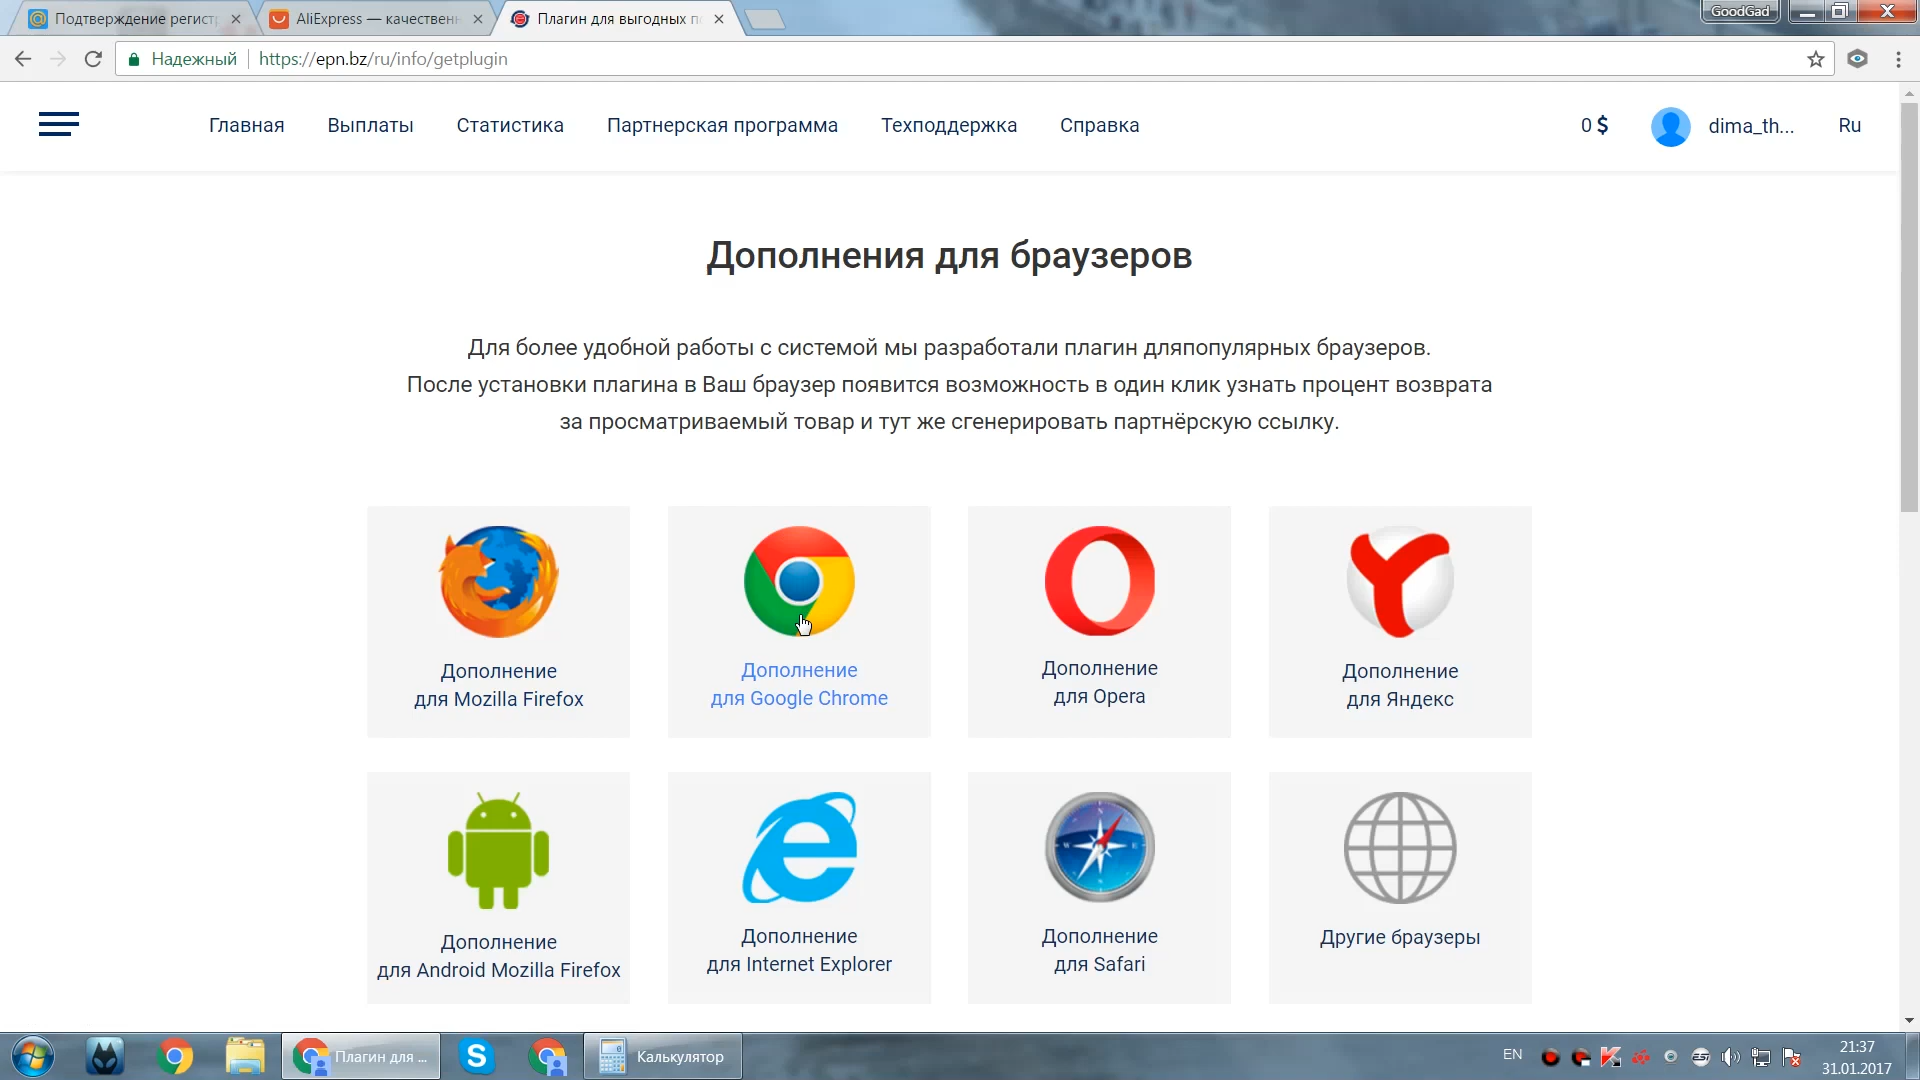 Подтверждение регистр
AliExpress — качествен
Плагин для выгодных п
GoodGad
Надежный
https://epn.bz/ru/info/getplugin
Главная
Выплаты
Статистика
Партнерская программа
Техподдержка
Справка
0 $
dima_th...
Ru
Дополнения для браузеров
Для более удобной работы с системой мы разработали плагин дляпопулярных браузеров.
После установки плагина в Ваш браузер появится возможность в один клик узнать процент возврата
за просматриваемый товар и тут же сгенерировать партнёрскую ссылку.
Дополнение
для Mozilla Firefox
Дополнение
для Google Chrome
Дополнение
для Opera
Дополнение
для Яндекс
Дополнение
для Android Mozilla Firefox
Дополнение
для Internet Explorer
Дополнение
для Safari
Другие браузеры
Плагин для ...
Калькулятор
EN
21:37
31.01.2017